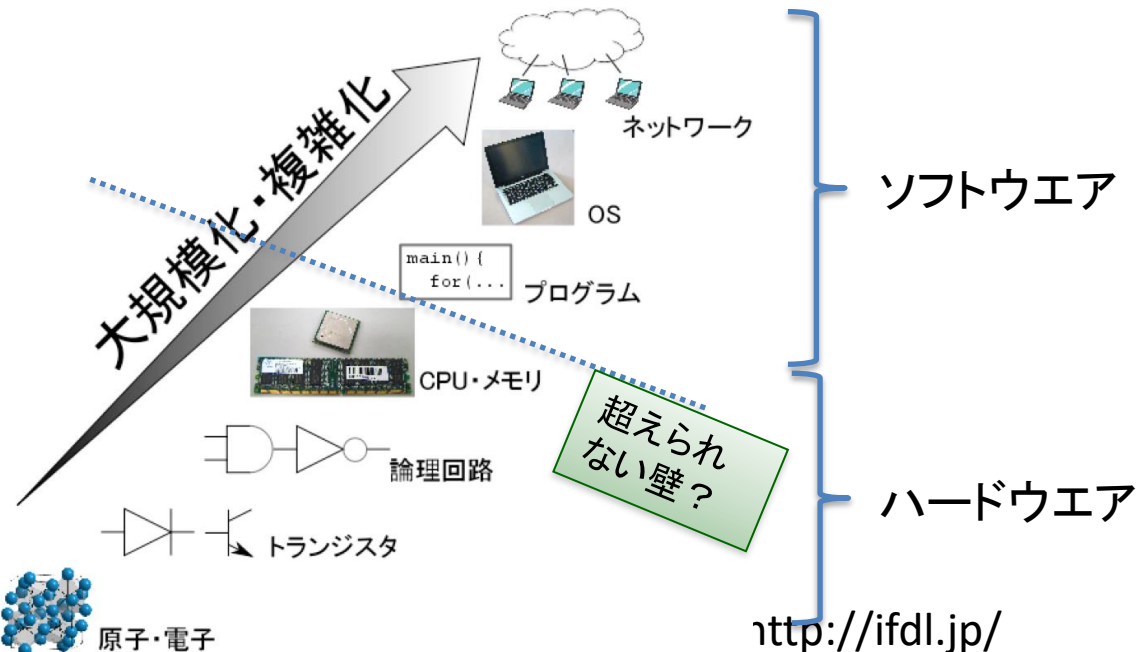 大規模化・複雑化
ネットワーク
OS
main(){
for(...
プログラム
CPU・メモリ
論理回路
トランジスタ
原子・電子
ソフトウエア
超えられ
ない壁?
ハードウエア
http://ifdl.jp/